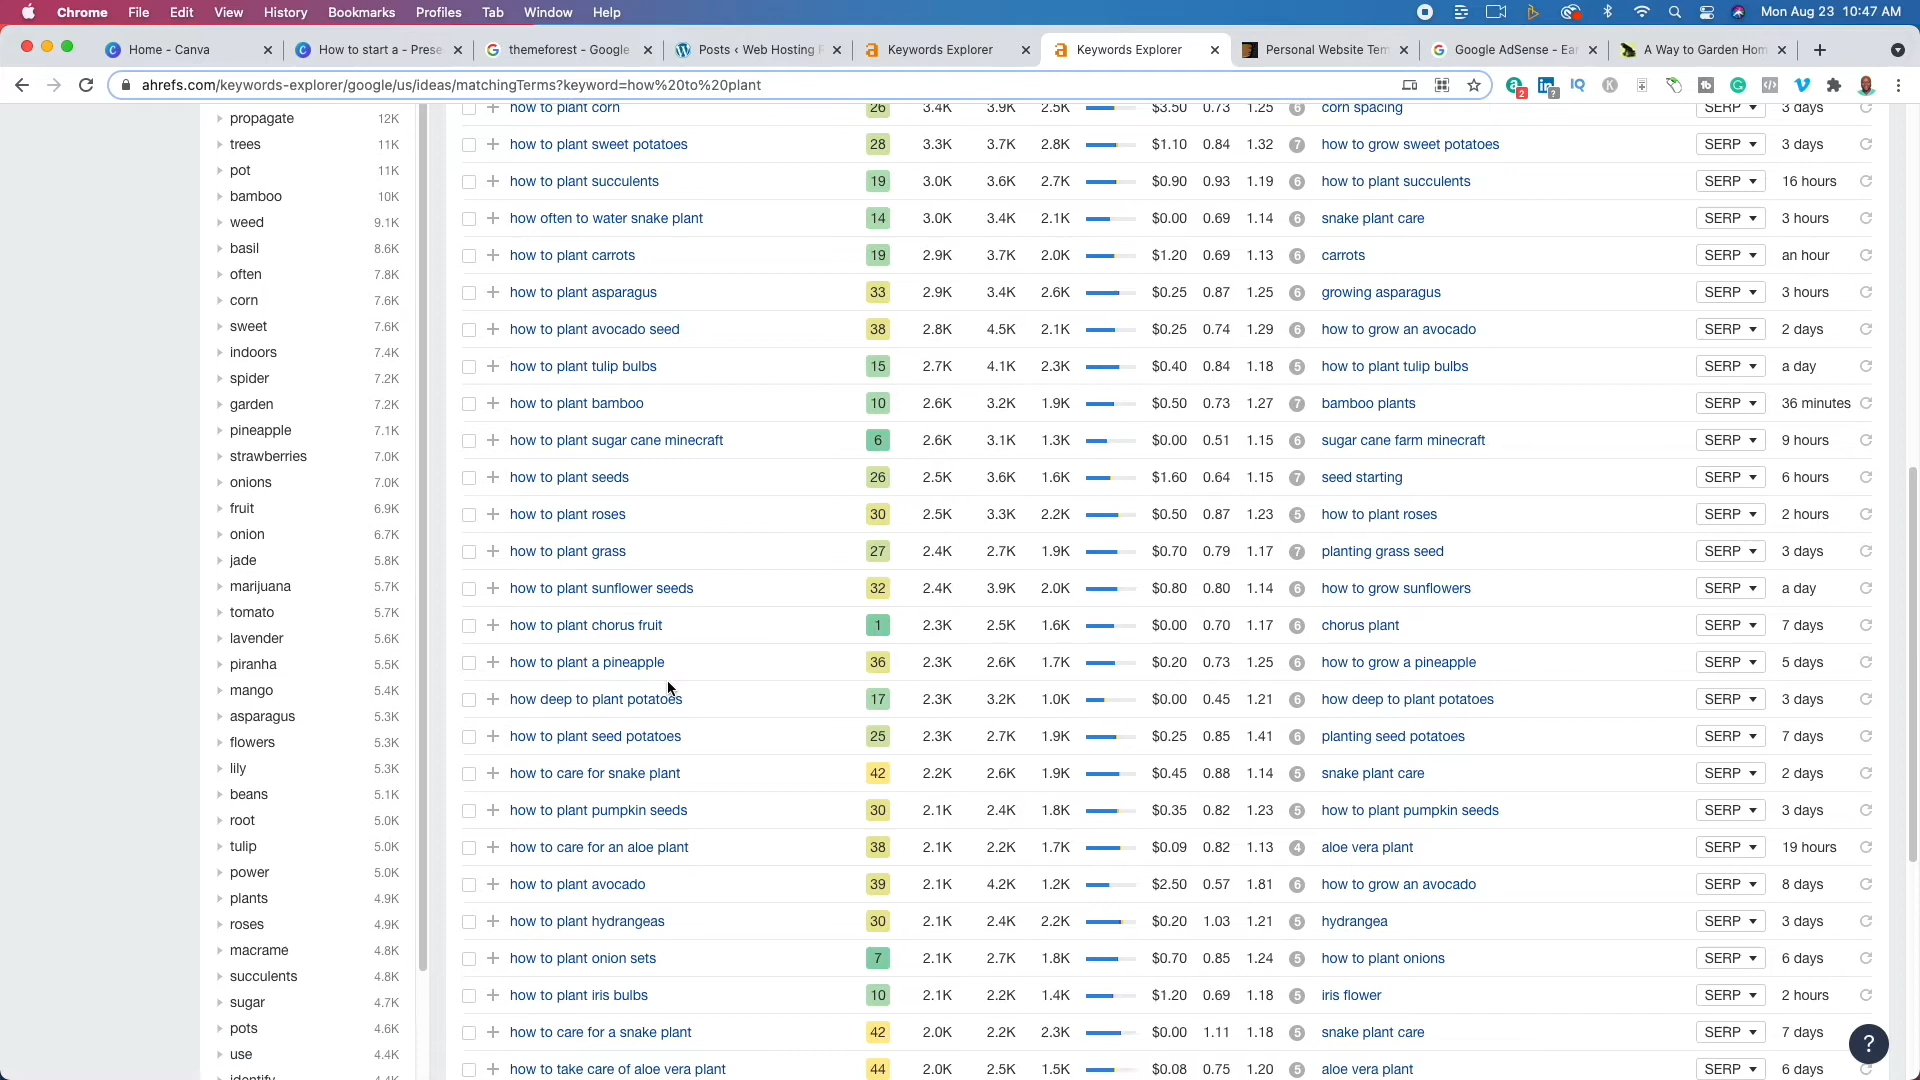 Chrome File Edit View History Bookmarks Profiles Tab Window Help Mon Aug 23 10:47 AM
Home - Canva How to start a - Prese themeforest - Google Posts ‹ Web Hosting R Keywords Explorer Keywords Explorer Personal Website Tem Google AdSense - Ear A Way to Garden Hom
ahrefs.com/keywords-explorer/google/us/ideas/matchingTerms?keyword=how%20to%20plant
propagate 12K
trees 11K
pot 11K
bamboo 10K
weed 9.1K
basil 8.6K
often 7.8K
corn 7.6K
sweet 7.6K
indoors 7.4K
spider 7.2K
garden 7.2K
pineapple 7.1K
strawberries 7.0K
onions 7.0K
fruit 6.9K
onion 6.7K
jade 5.8K
marijuana 5.7K
tomato 5.7K
lavender 5.6K
piranha 5.5K
mango 5.4K
asparagus 5.3K
flowers 5.3K
lily 5.3K
beans 5.1K
root 5.0K
tulip 5.0K
power 5.0K
plants 4.9K
roses 4.9K
macrame 4.8K
succulents 4.8K
sugar 4.7K
pots 4.6K
use 4.4K
identify 4.4K
how to plant corn 26 3.4K 3.9K 2.5K $3.50 0.73 1.25 6 corn spacing SERP 3 days
how to plant sweet potatoes 28 3.3K 3.7K 2.8K $1.10 0.84 1.32 7 how to grow sweet potatoes SERP 3 days
how to plant succulents 19 3.0K 3.6K 2.7K $0.90 0.93 1.19 6 how to plant succulents SERP 16 hours
how often to water snake plant 14 3.0K 3.4K 2.1K $0.00 0.69 1.14 6 snake plant care SERP 3 hours
how to plant carrots 19 2.9K 3.7K 2.0K $1.20 0.69 1.13 6 carrots SERP an hour
how to plant asparagus 33 2.9K 3.4K 2.6K $0.25 0.87 1.25 6 growing asparagus SERP 3 hours
how to plant avocado seed 38 2.8K 4.5K 2.1K $0.25 0.74 1.29 6 how to grow an avocado SERP 2 days
how to plant tulip bulbs 15 2.7K 4.1K 2.3K $0.40 0.84 1.18 5 how to plant tulip bulbs SERP a day
how to plant bamboo 10 2.6K 3.2K 1.9K $0.50 0.73 1.27 7 bamboo plants SERP 36 minutes
how to plant sugar cane minecraft 6 2.6K 3.1K 1.3K $0.00 0.51 1.15 6 sugar cane farm minecraft SERP 9 hours
how to plant seeds 26 2.5K 3.6K 1.6K $1.60 0.64 1.15 7 seed starting SERP 6 hours
how to plant roses 30 2.5K 3.3K 2.2K $0.50 0.87 1.23 5 how to plant roses SERP 2 hours
how to plant grass 27 2.4K 2.7K 1.9K $0.70 0.79 1.17 7 planting grass seed SERP 3 days
how to plant sunflower seeds 32 2.4K 3.9K 2.0K $0.80 0.80 1.14 6 how to grow sunflowers SERP a day
how to plant chorus fruit 1 2.3K 2.5K 1.6K $0.00 0.70 1.17 6 chorus plant SERP 7 days
how to plant a pineapple 36 2.3K 2.6K 1.7K $0.20 0.73 1.25 6 how to grow a pineapple SERP 5 days
how deep to plant potatoes 17 2.3K 3.2K 1.0K $0.00 0.45 1.21 6 how deep to plant potatoes SERP 3 days
how to plant seed potatoes 25 2.3K 2.7K 1.9K $0.25 0.85 1.41 6 planting seed potatoes SERP 7 days
how to care for snake plant 42 2.2K 2.6K 1.9K $0.45 0.88 1.14 5 snake plant care SERP 2 days
how to plant pumpkin seeds 30 2.1K 2.4K 1.8K $0.35 0.82 1.23 5 how to plant pumpkin seeds SERP 3 days
how to care for an aloe plant 38 2.1K 2.2K 1.7K $0.09 0.82 1.13 4 aloe vera plant SERP 19 hours
how to plant avocado 39 2.1K 4.2K 1.2K $2.50 0.57 1.81 6 how to grow an avocado SERP 8 days
how to plant hydrangeas 30 2.1K 2.4K 2.2K $0.20 1.03 1.21 5 hydrangea SERP 3 days
how to plant onion sets 7 2.1K 2.7K 1.8K $0.70 0.85 1.24 5 how to plant onions SERP 6 days
how to plant iris bulbs 10 2.1K 2.2K 1.4K $1.20 0.69 1.18 5 iris flower SERP 2 hours
how to care for a snake plant 42 2.0K 2.2K 2.3K $0.00 1.11 1.18 5 snake plant care SERP 7 days
how to take care of aloe vera plant 44 2.0K 2.5K 1.5K $0.08 0.75 1.20 5 aloe vera plant SERP 6 days
?